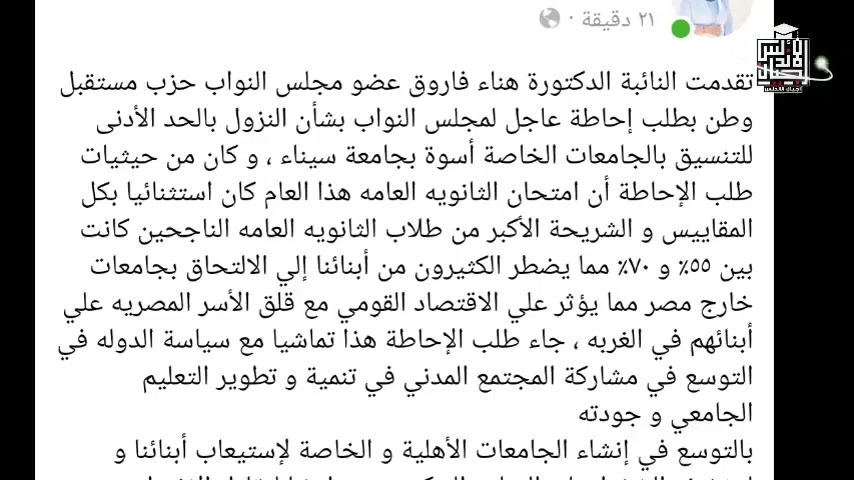 ٢١ دقيقة ·
تقدمت النائبة الدكتورة هناء فاروق عضو مجلس النواب حزب مستقبل
وطن بطلب إحاطة عاجل لمجلس النواب بشأن النزول بالحد الأدنى
للتنسيق بالجامعات الخاصة أسوة بجامعة سيناء ، و كان من حيثيات
طلب الإحاطة أن امتحان الثانويه العامه هذا العام كان استثنائيا بكل
المقاييس و الشريحة الأكبر من طلاب الثانويه العامه الناجحين كانت
بين ٥٥٪ و ٧٠٪ مما يضطر الكثيرون من أبنائنا إلي الالتحاق بجامعات
خارج مصر مما يؤثر علي الاقتصاد القومي مع قلق الأسر المصريه علي
أبنائهم في الغربه ، جاء طلب الإحاطة هذا تماشيا مع سياسة الدوله في
التوسع في مشاركة المجتمع المدني في تنمية و تطوير التعليم
الجامعي و جودته
بالتوسع في إنشاء الجامعات الأهلية و الخاصة لإستيعاب أبنائنا و